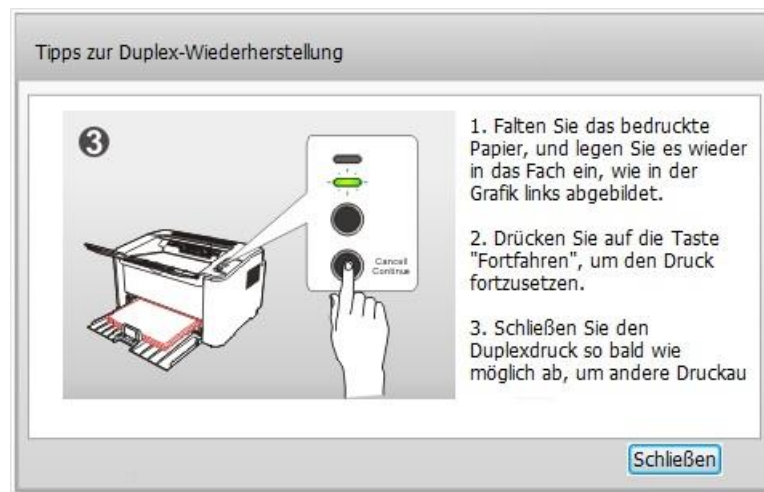 Tipps zur Duplex-Wiederherstellung
3
Cancel/
Continue
1. Falten Sie das bedruckte
Papier, und legen Sie es wieder
in das Fach ein, wie in der
Grafik links abgebildet.
2. Drücken Sie auf die Taste
"Fortfahren", um den Druck
fortzusetzen.
3. Schließen Sie den
Duplexdruck so bald wie
möglich ab, um andere Druckau
Schließen